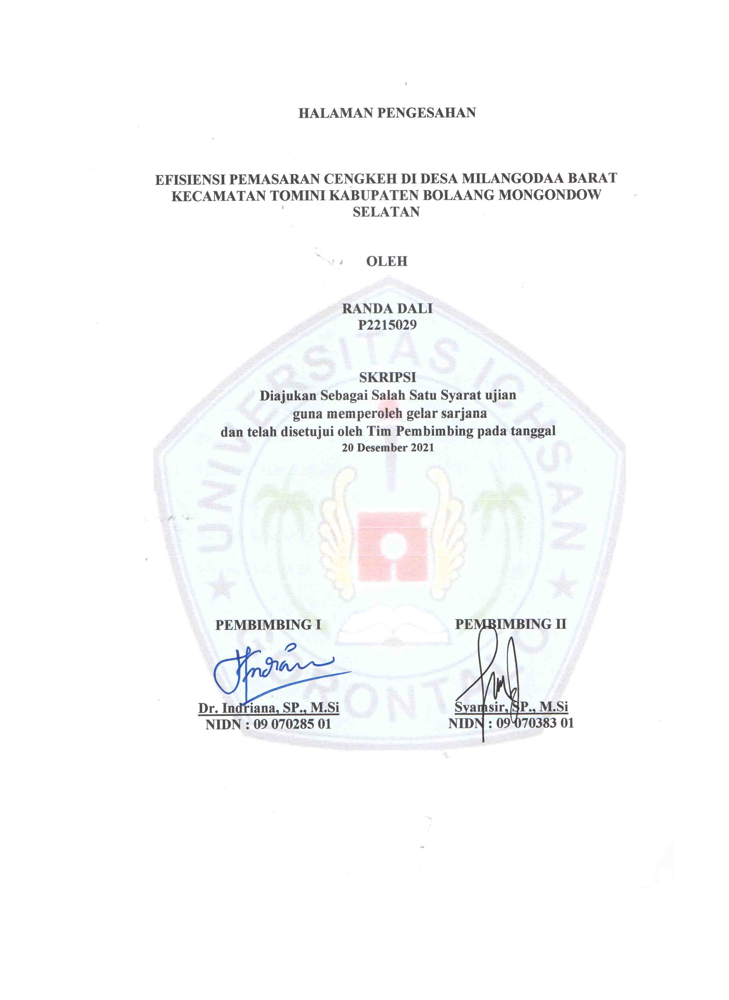 HALAMAN PENGESAHAN
EFISIENSI PEMASARAN CENGKEH DI DESA MILANGODAA BARAT
KECAMATAN TOMINI KABUPATEN BOLAANG MONGONDOW
SELATAN
OLEH
RANDA DALI
P2215029
UNIVERSITAS ICHSAN
SKRIPSI
Diajukan Sebagai Salah Satu Syarat ujian
guna memperoleh gelar sarjana
dan telah disetujui oleh Tim Pembimbing pada tanggal
20 Desember 2021
PEMBIMBING I
PEMBIMBING II
Dr. Indriana, SP., M.Si
NIDN : 09 070285 01
Syamsir, SP., M.Si
NIDN : 09 070383 01
GORONTALO